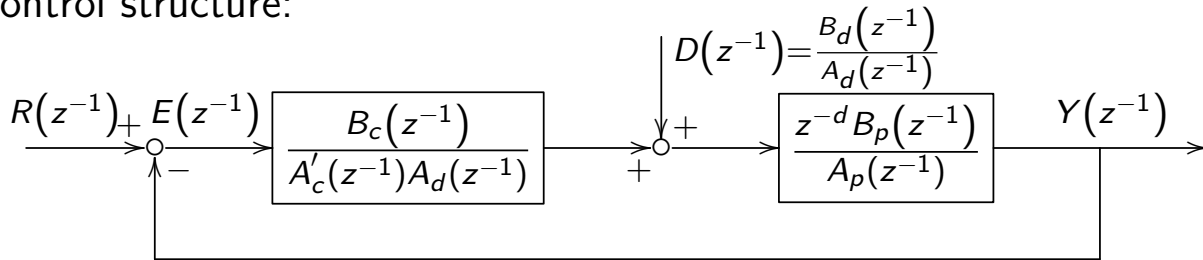 ontrol structure:
D(z⁻¹)=B_d(z⁻¹)/A_d(z⁻¹)
R(z⁻¹)
+
E(z⁻¹)
−
B_c(z⁻¹)/A′_c(z⁻¹)A_d(z⁻¹)
+
+
z⁻ᵈB_p(z⁻¹)/A_p(z⁻¹)
Y(z⁻¹)